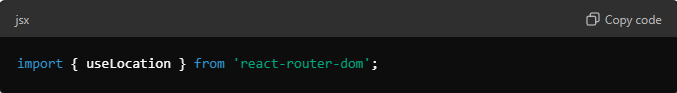 jsx
Copy code
import { useLocation } from 'react-router-dom';